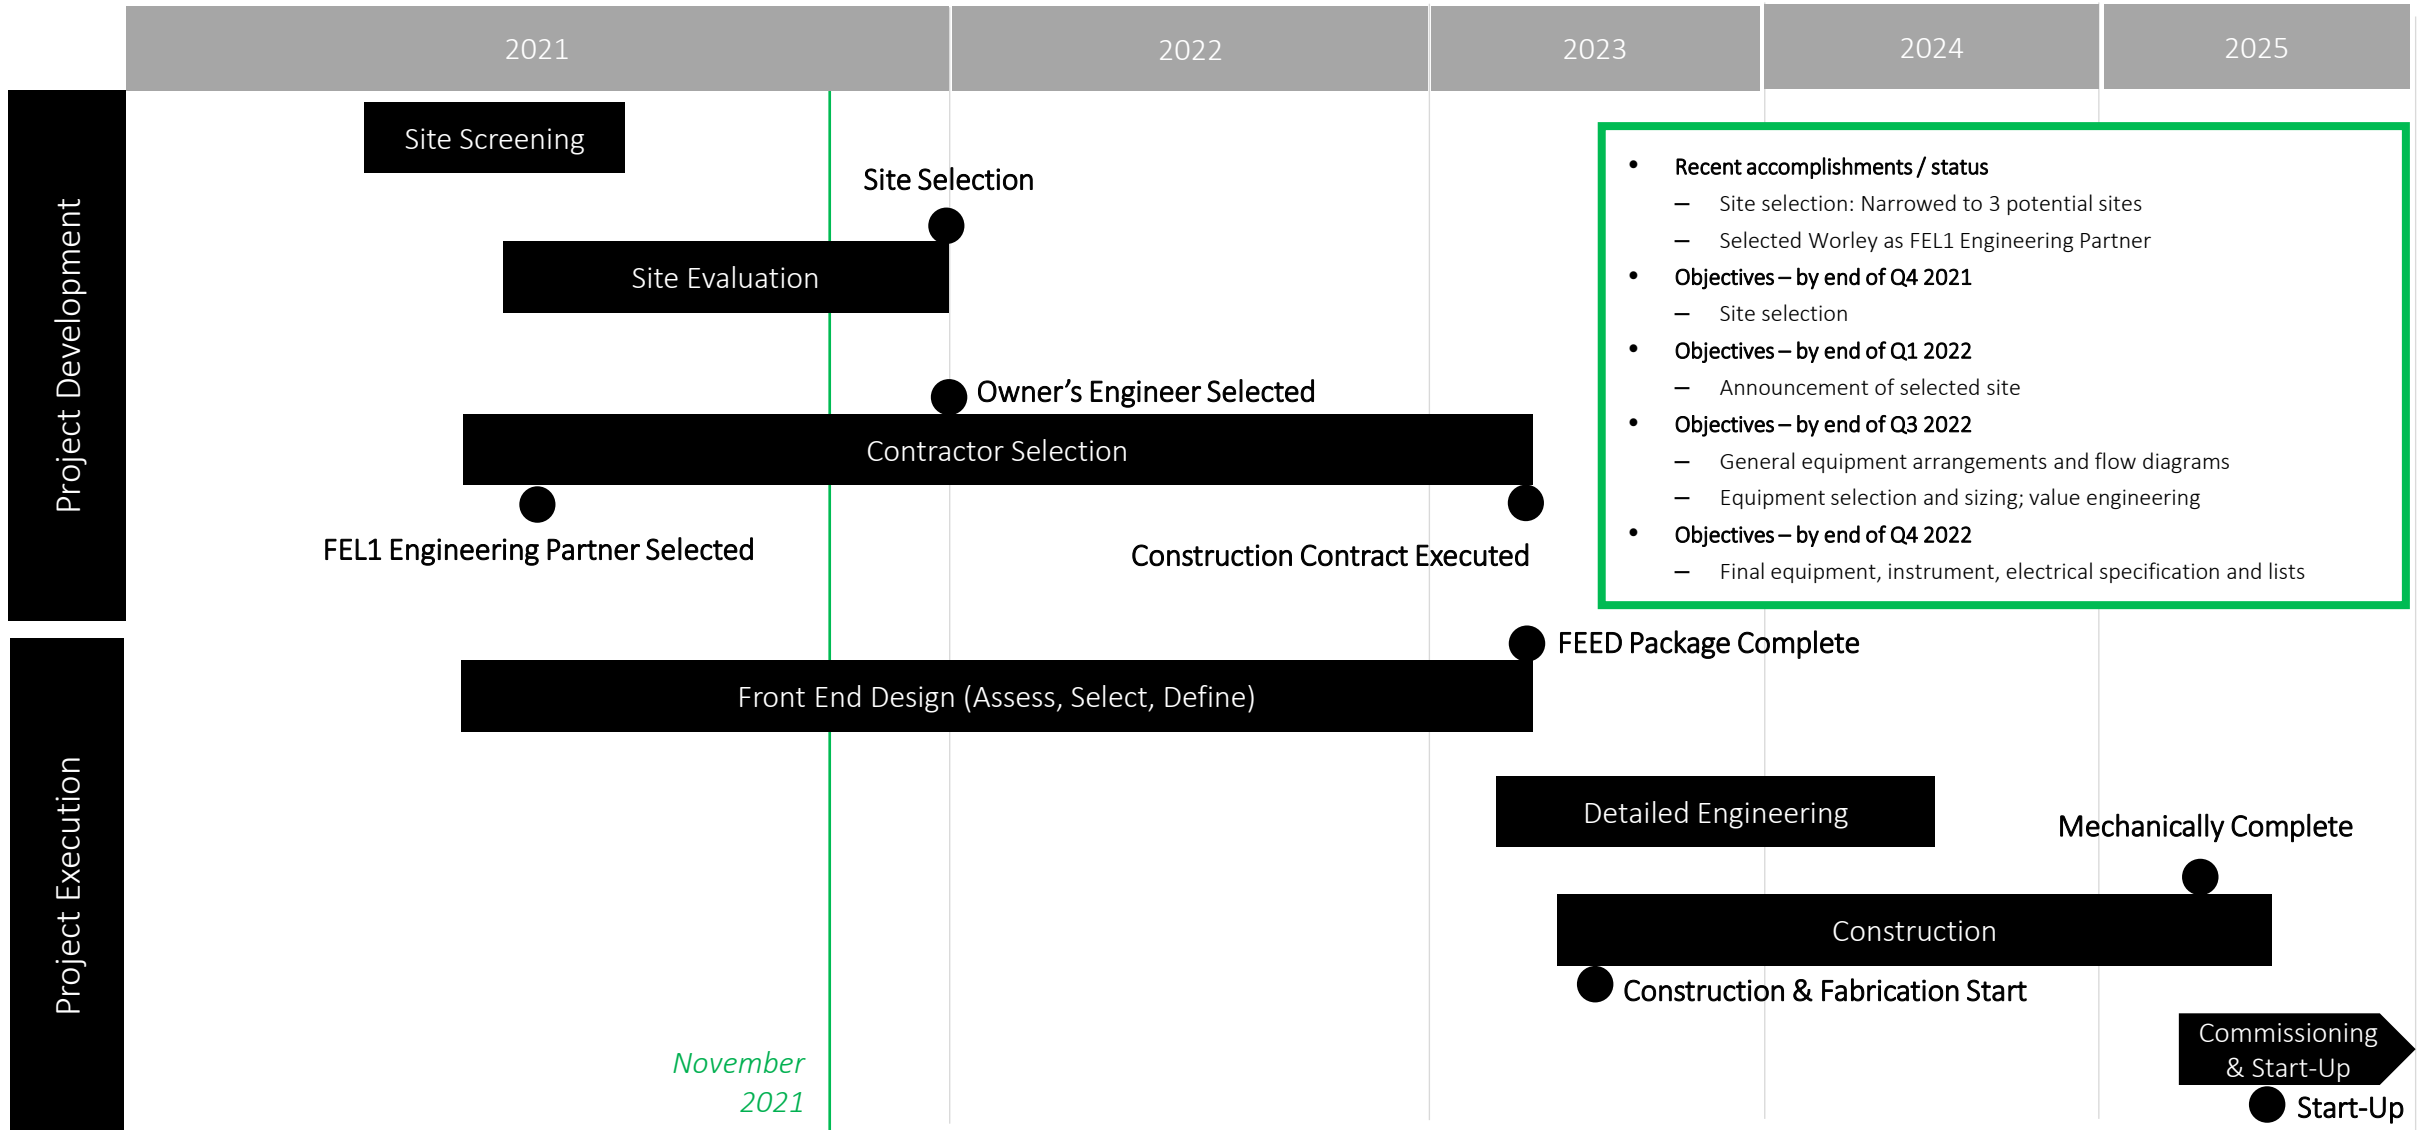 2021
2022
2023
2024
2025
Project Development
Site Screening
Site Selection
Site Evaluation
Owner’s Engineer Selected
Contractor Selection
FEL1 Engineering Partner Selected
Construction Contract Executed
• Recent accomplishments / status
– Site selection: Narrowed to 3 potential sites
– Selected Worley as FEL1 Engineering Partner
• Objectives – by end of Q4 2021
– Site selection
• Objectives – by end of Q1 2022
– Announcement of selected site
• Objectives – by end of Q3 2022
– General equipment arrangements and flow diagrams
– Equipment selection and sizing; value engineering
• Objectives – by end of Q4 2022
– Final equipment, instrument, electrical specification and lists
Project Execution
FEED Package Complete
Front End Design (Assess, Select, Define)
Detailed Engineering
Mechanically Complete
Construction
Construction & Fabrication Start
Commissioning
& Start-Up
Start-Up
November
2021